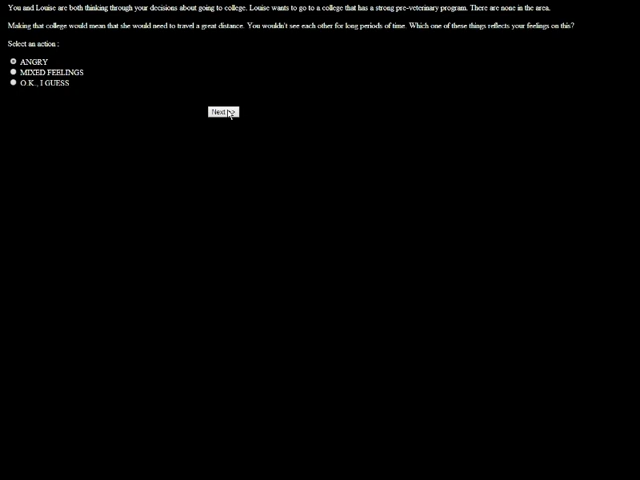 You and Louise are both thinking through your decisions about going to college. Louise wants to go to a college that has a strong pre-veterinary program. There are none in the area.
Making that college would mean that she would need to travel a great distance. You wouldn't see each other for long periods of time. Which one of these things reflects your feelings on this?
Select an action :
ANGRY
MIXED FEELINGS
O.K., I GUESS
Next >>